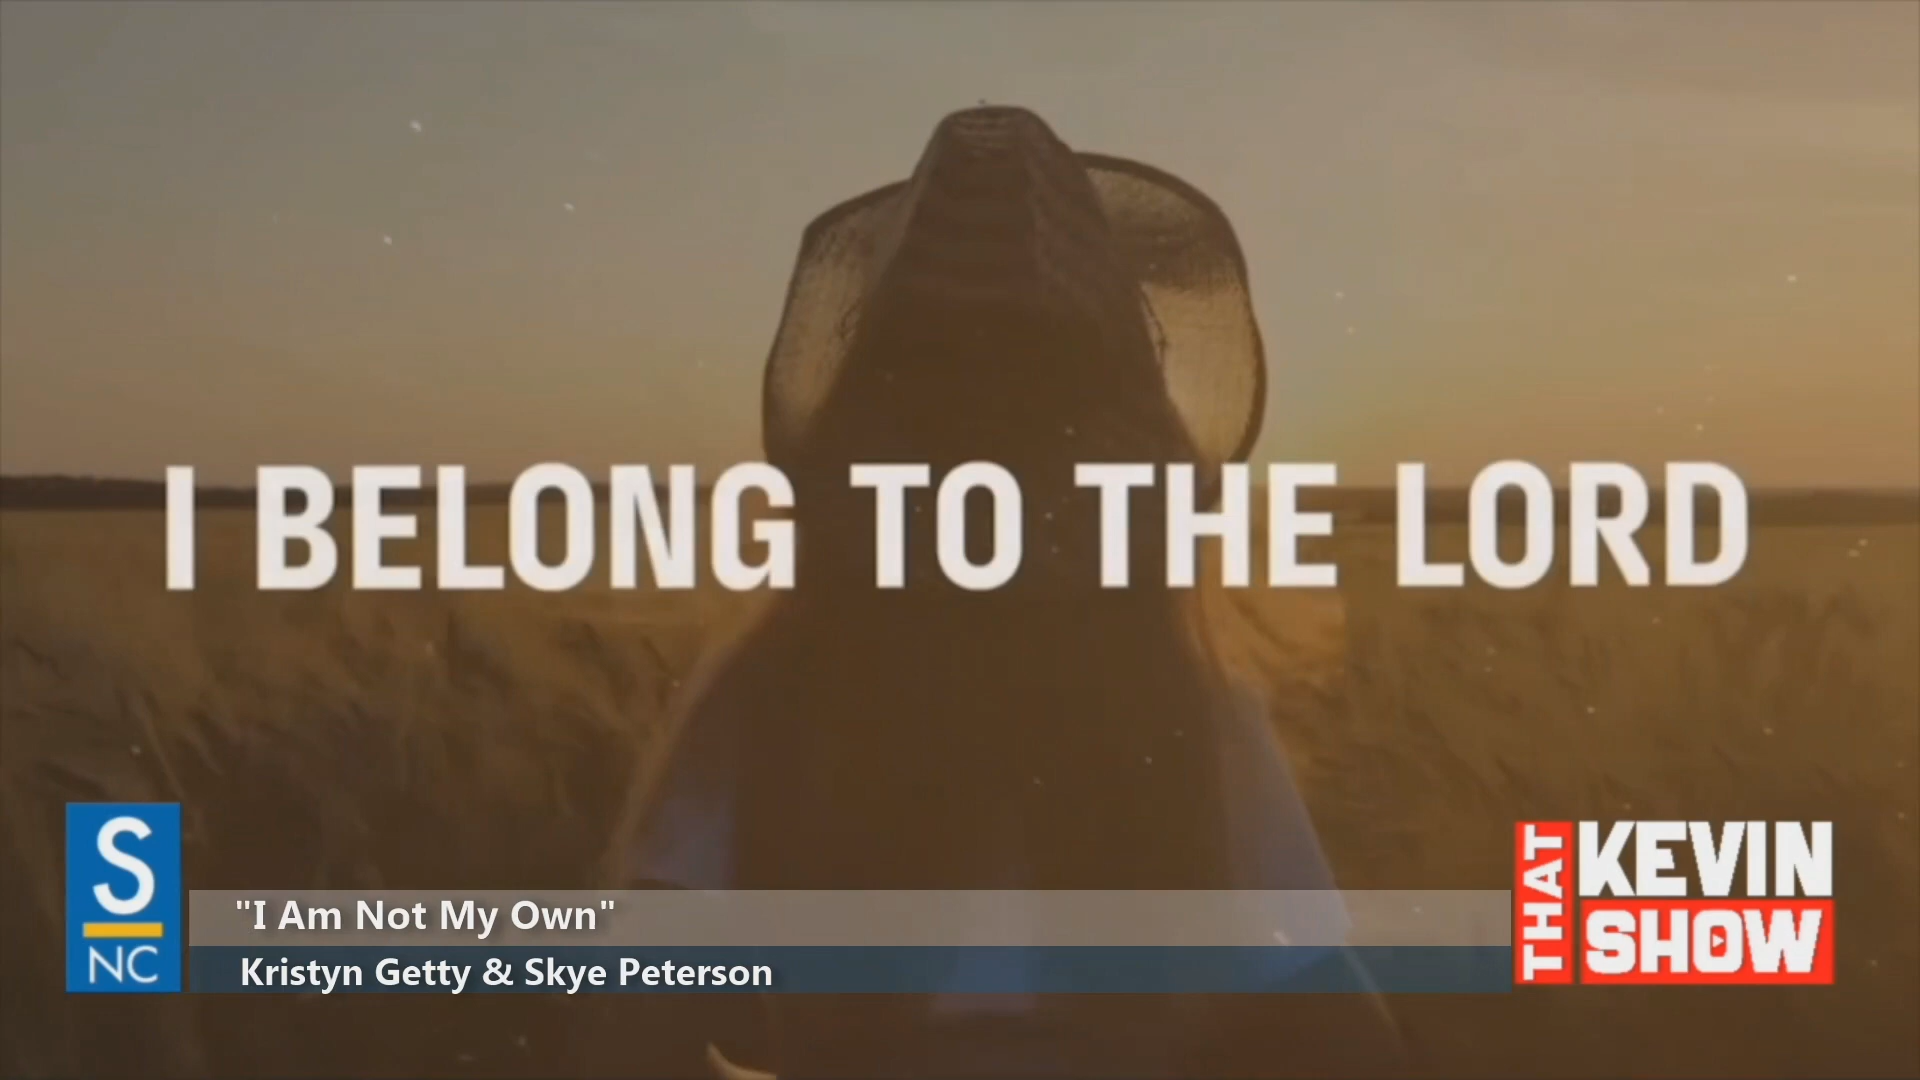 I BELONG TO THE LORD
S
NC
"I Am Not My Own"
Kristyn Getty & Skye Peterson
THAT
KEVIN
SHOW